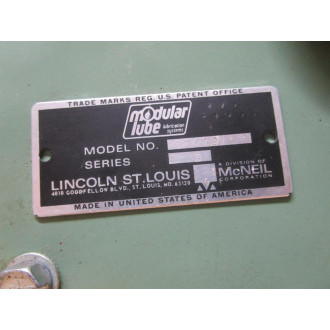 TRADE MARKS REG. U.S. PATENT OFFICE
modular
lube
lubrication
systems
MODEL NO.
SERIES
LINCOLN ST. LOUIS
4010 GOODFELLOW BLVD., ST. LOUIS, MO. 63120
A DIVISION OF
McNEIL
CORPORATION
MADE IN UNITED STATES OF AMERICA